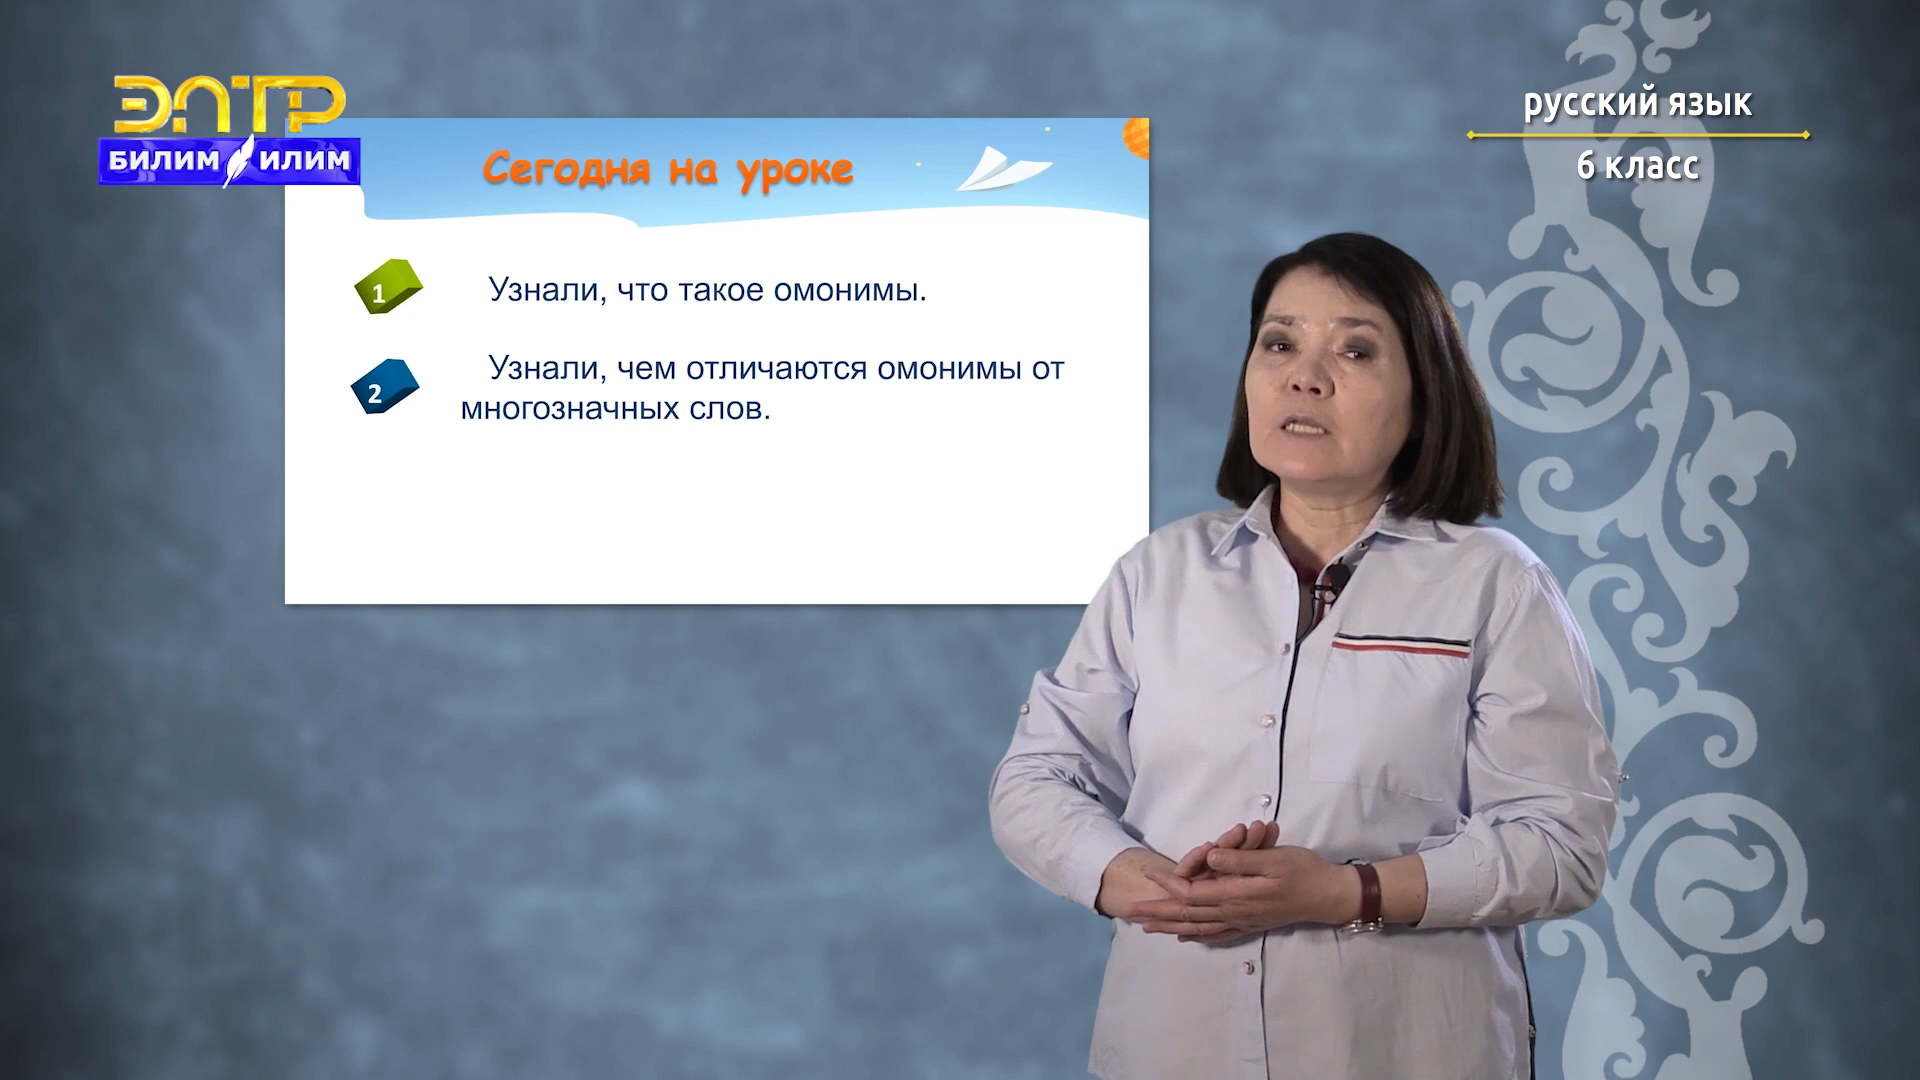 ЭЛТР
БИЛИМ ИЛИМ
русский язык
6 класс
Сегодня на уроке
1
Узнали, что такое омонимы.
2
Узнали, чем отличаются омонимы от
многозначных слов.